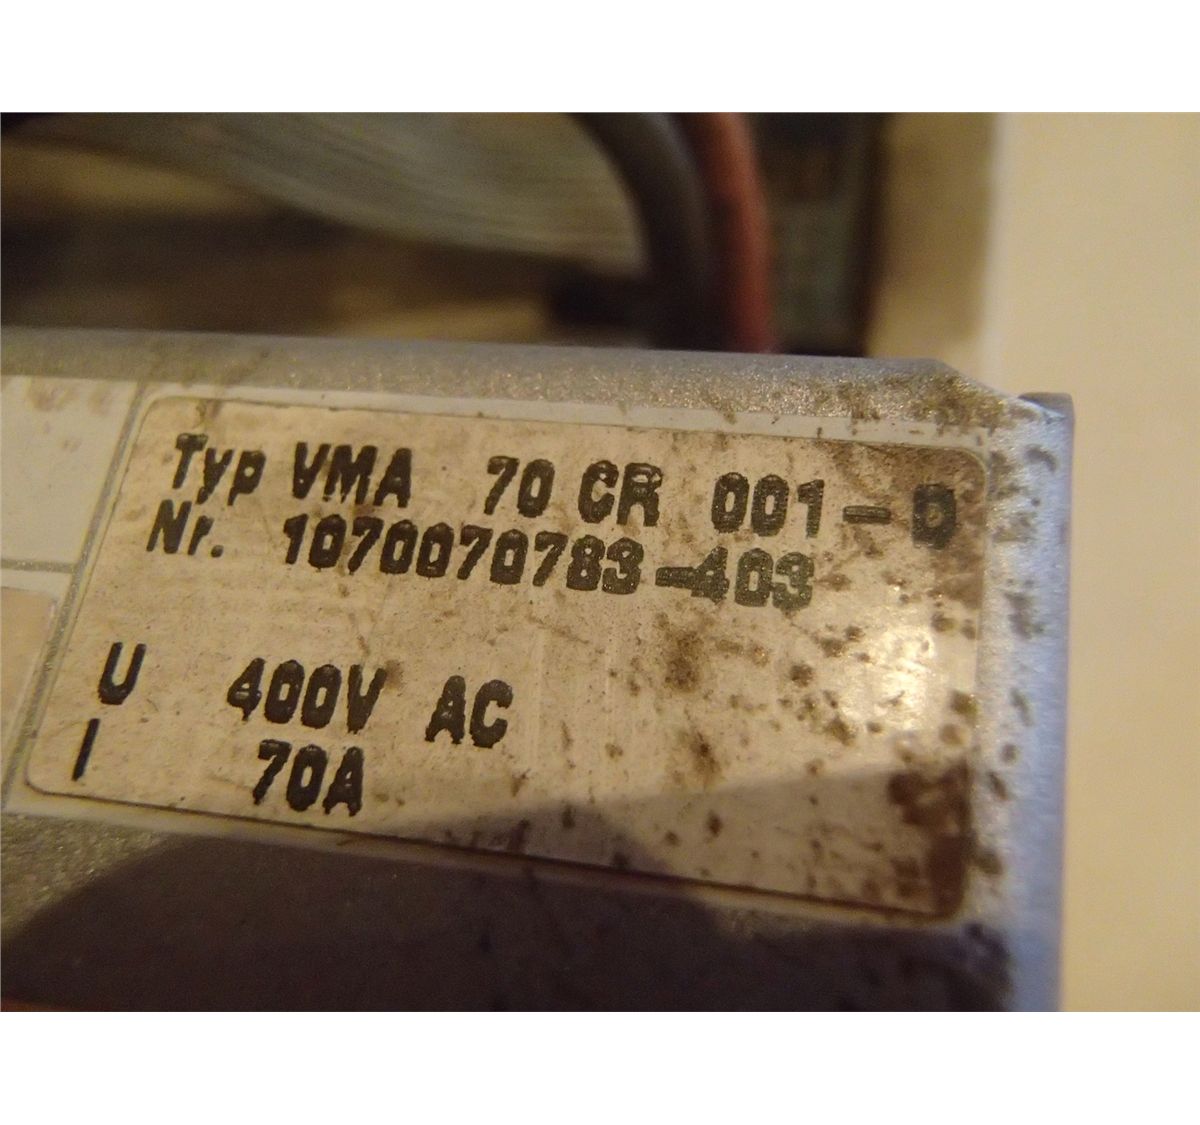 Typ VMA 70 CR 001-D
Nr. 1070070783-403
U 400V AC
I 70A